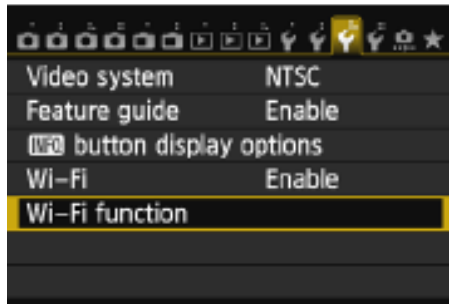 Video system NTSC
Feature guide Enable
INFO button display options
Wi-Fi Enable
Wi-Fi function